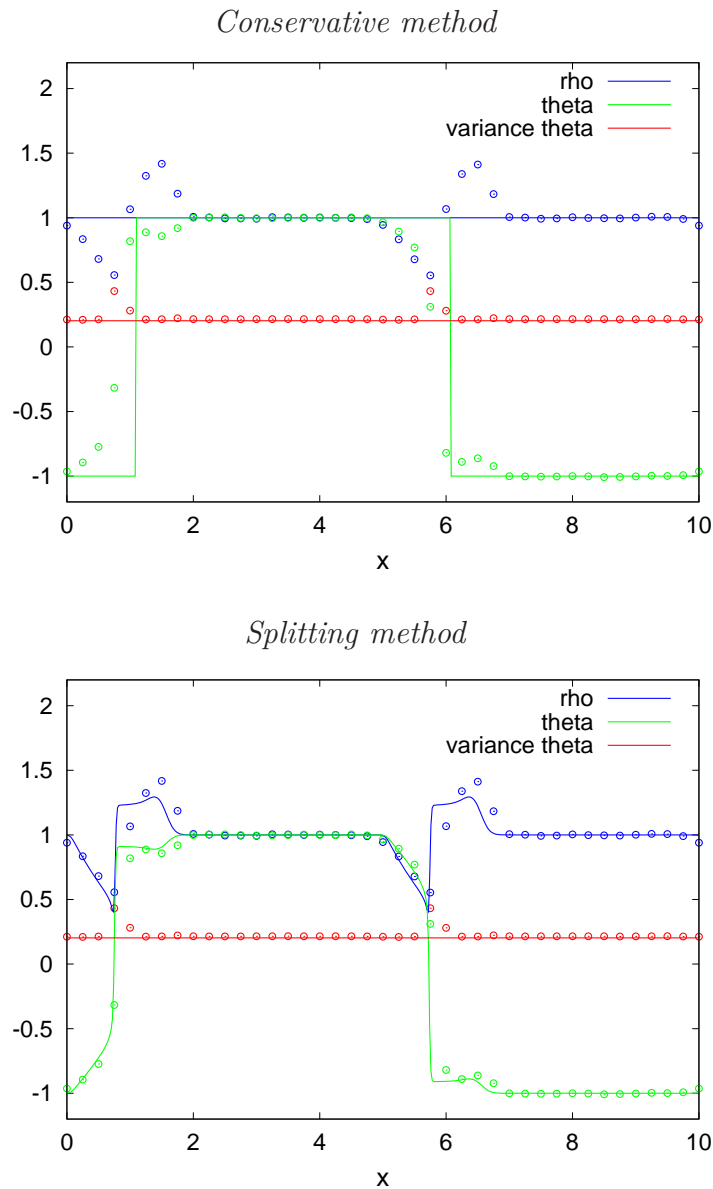 Conservative method
2
1.5
1
0.5
0
-0.5
-1
0 2 4 6 8 10
x
rho
theta
variance theta
Splitting method
2
1.5
1
0.5
0
-0.5
-1
0 2 4 6 8 10
x
rho
theta
variance theta